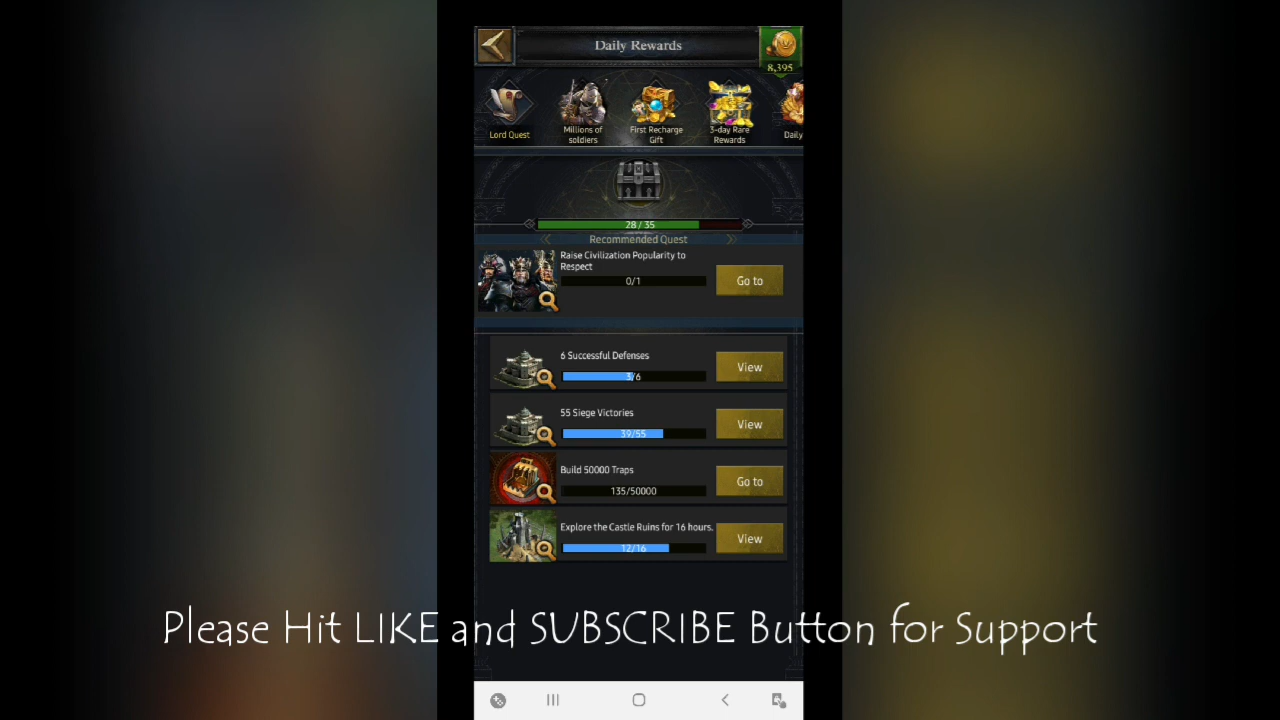 Daily Rewards
8,395
Lord Quest
Millions of
soldiers
First Recharge
Gift
3-day Rare
Rewards
Daily
28 / 35
Recommended Quest
Raise Civilization Popularity to
Respect
0/1
Go to
6 Successful Defenses
3/6
View
55 Siege Victories
39/55
View
Build 50000 Traps
135/50000
Go to
Explore the Castle Ruins for 16 hours.
12/16
View
Please Hit LIKE and SUBSCRIBE Button for Support